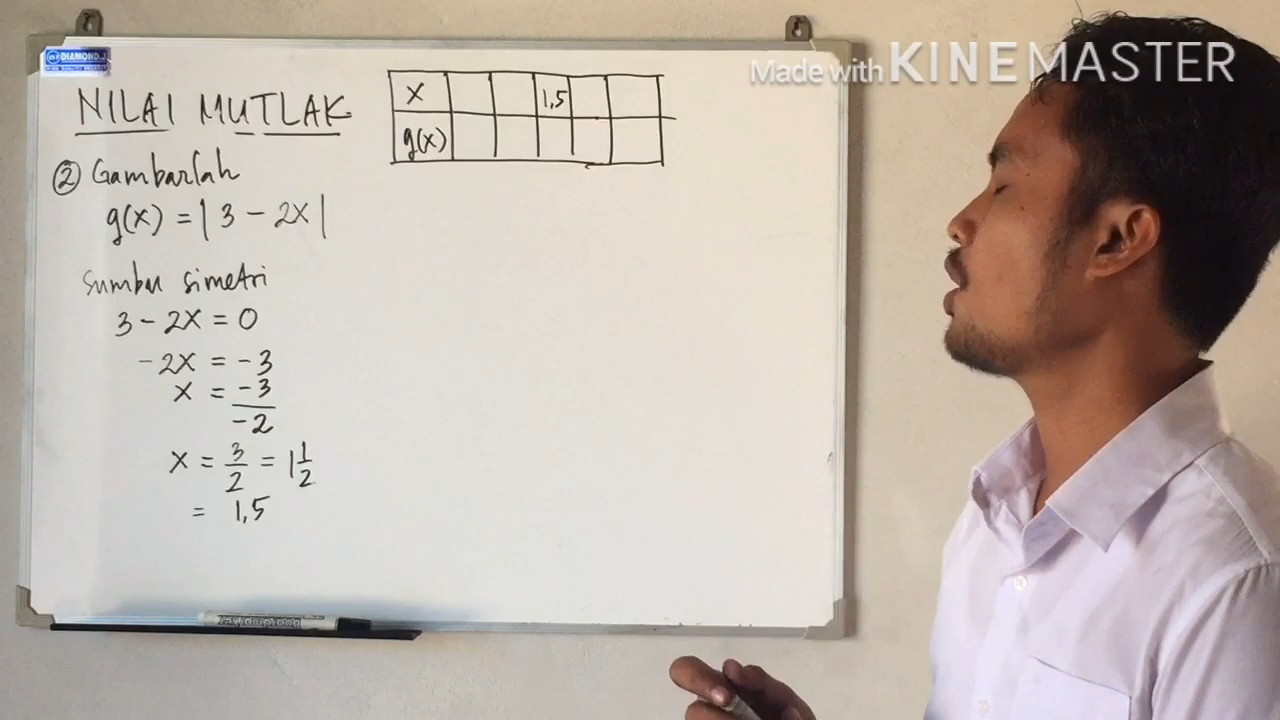 Made with KINEMASTER
DIAMOND.J
NILAI MUTLAK
② Gambarlah
g(x) = | 3 - 2x |
Sumbu simetri
3 - 2x = 0
-2x = -3
x = -3/-2
x = 3/2 = 1 1/2
= 1,5
x 1,5
g(x)